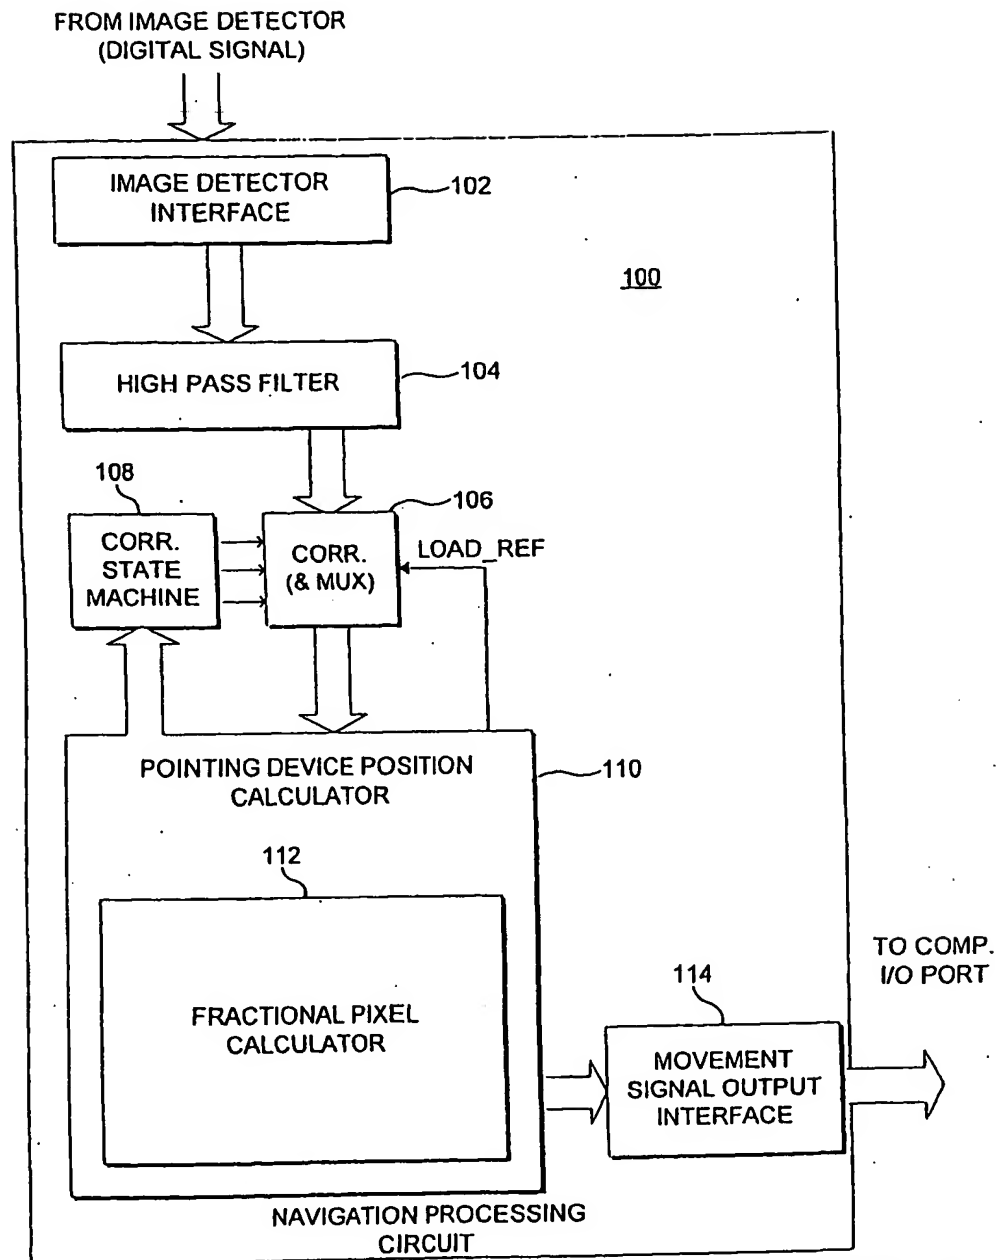 FROM IMAGE DETECTOR
(DIGITAL SIGNAL)
IMAGE DETECTOR
INTERFACE
102
100
HIGH PASS FILTER
104
108
106
CORR.
STATE
MACHINE
CORR.
(& MUX)
LOAD_REF
POINTING DEVICE POSITION
CALCULATOR
110
112
FRACTIONAL PIXEL
CALCULATOR
TO COMP.
I/O PORT
114
MOVEMENT
SIGNAL OUTPUT
INTERFACE
NAVIGATION PROCESSING
CIRCUIT